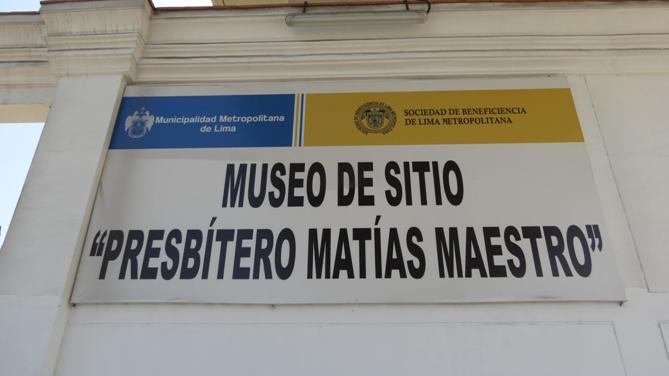 Municipalidad Metropolitana
de Lima
SOCIEDAD DE BENEFICENCIA
DE LIMA METROPOLITANA
MUSEO DE SITIO
“PRESBÍTERO MATÍAS MAESTRO”